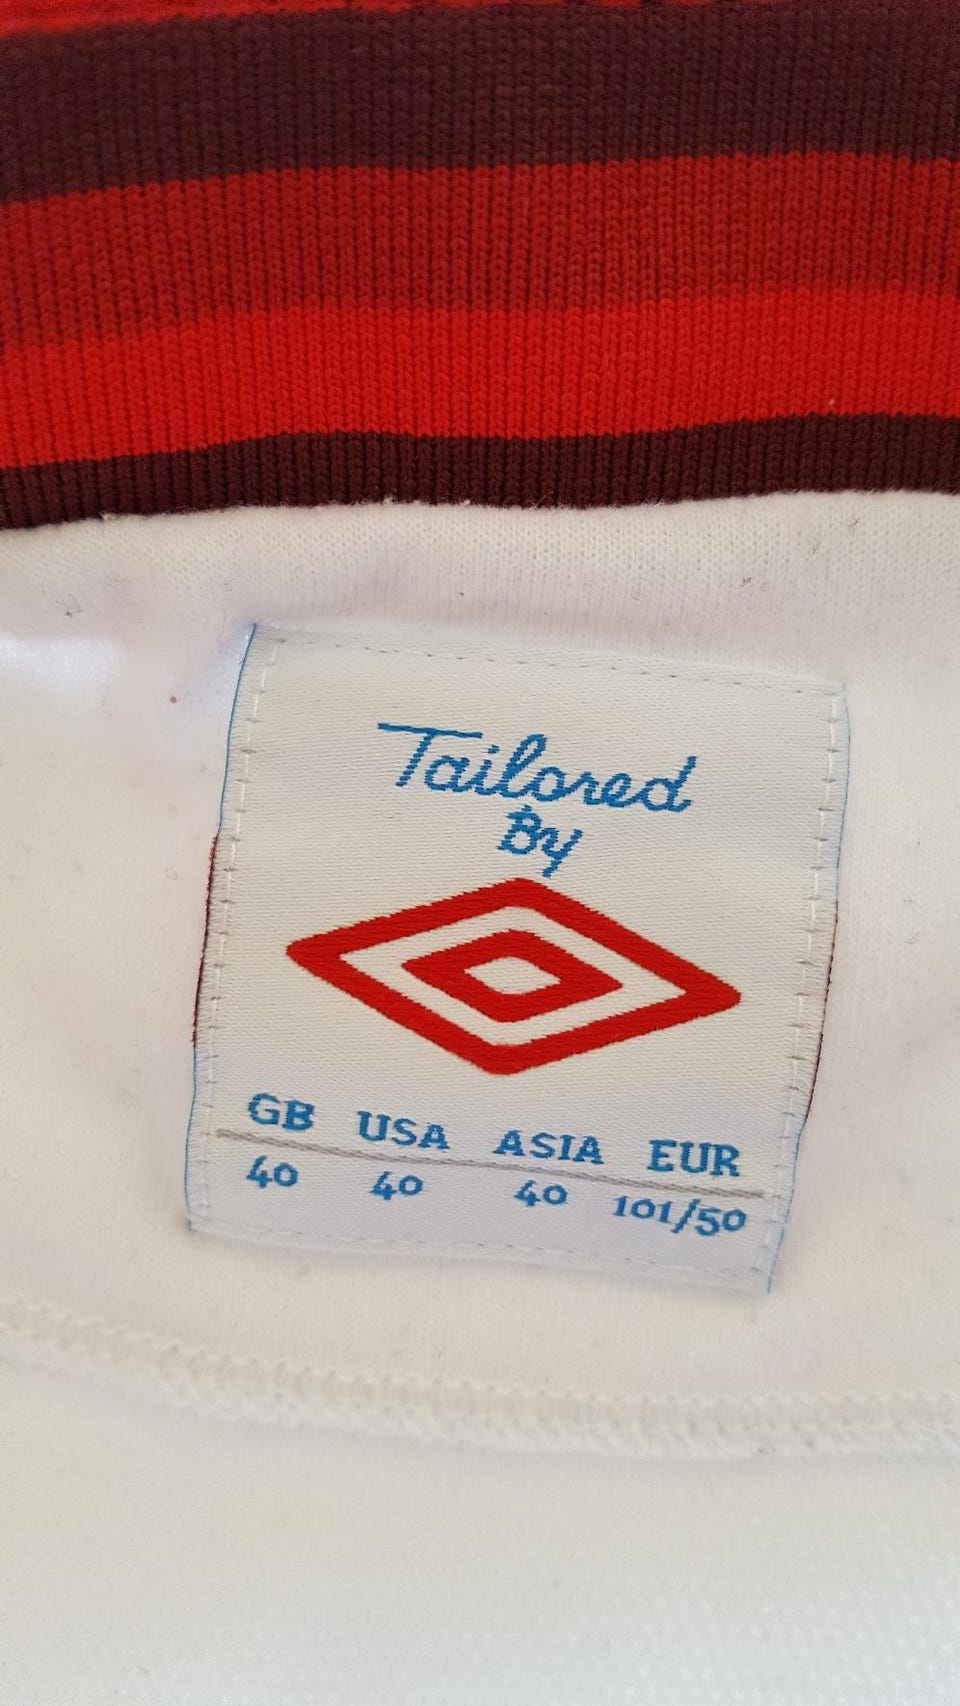 Tailored
By
GB USA ASIA EUR
40 40 40 101/50